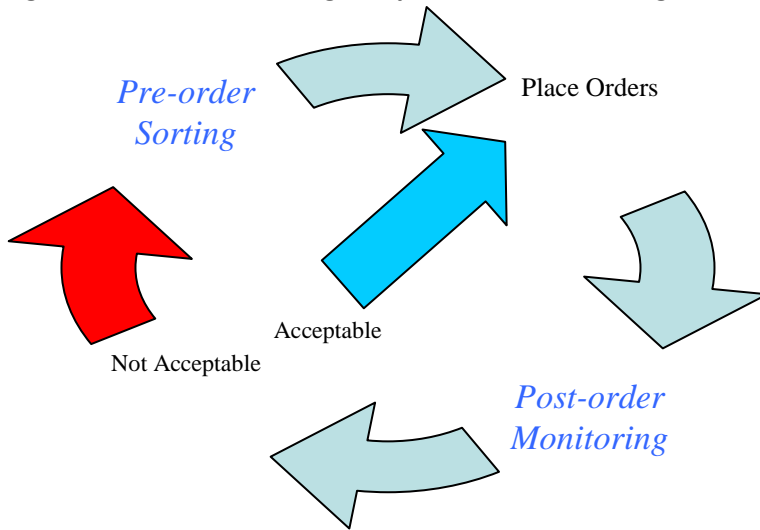 Pre-order
Sorting
Place Orders
Acceptable
Not Acceptable
Post-order
Monitoring